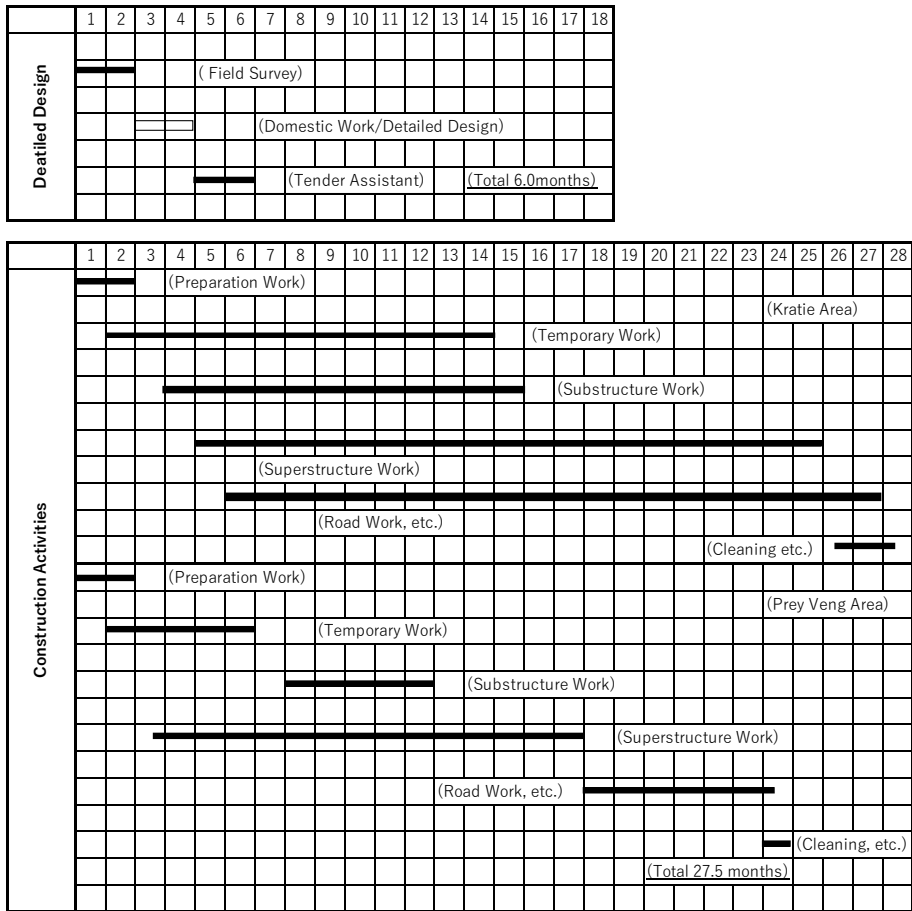 1 2 3 4 5 6 7 8 9 10 11 12 13 14 15 16 17 18
Deatiled Design
( Field Survey)
(Domestic Work/Detailed Design)
(Tender Assistant) (Total 6.0months)
1 2 3 4 5 6 7 8 9 10 11 12 13 14 15 16 17 18 19 20 21 22 23 24 25 26 27 28
Construction Activities
(Preparation Work)
(Kratie Area)
(Temporary Work)
(Substructure Work)
(Superstructure Work)
(Road Work, etc.)
(Cleaning etc.)
(Preparation Work)
(Prey Veng Area)
(Temporary Work)
(Substructure Work)
(Superstructure Work)
(Road Work, etc.)
(Cleaning, etc.)
(Total 27.5 months)